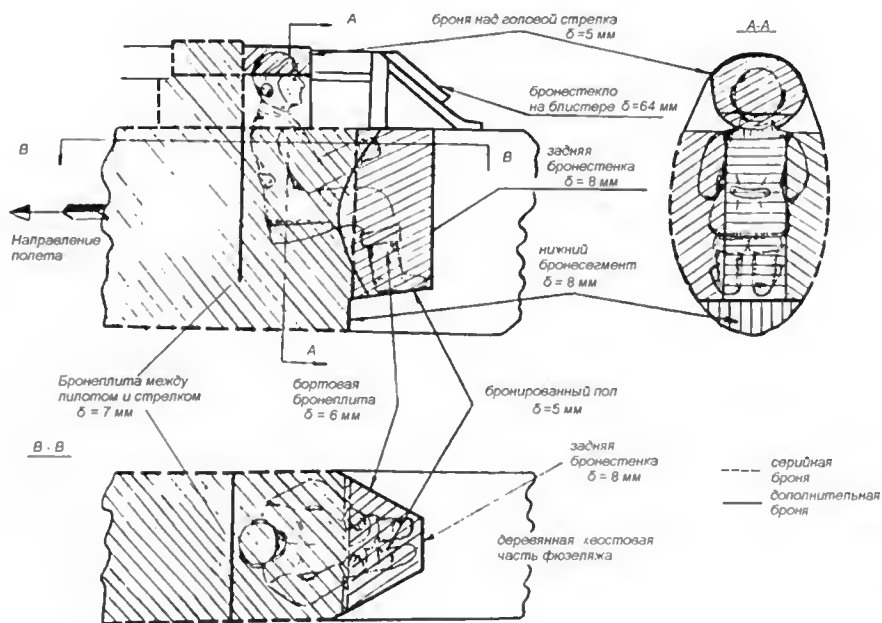 A
броня над головой стрелка
δ=5 мм
А-А
бронестекло
на блистере δ=64 мм
В
В
задняя
бронестенка
δ = 8 мм
Направление
полета
нижний
бронесегмент
δ = 8 мм
A
Бронеплита между
пилотом и стрелком
δ = 7 мм
бортовая
бронеплита
δ = 6 мм
бронированный пол
δ=5 мм
В - В
задняя
бронестенка
δ = 8 мм
серийная
броня
дополнительная
броня
деревянная хвостовая
часть фюзеляжа